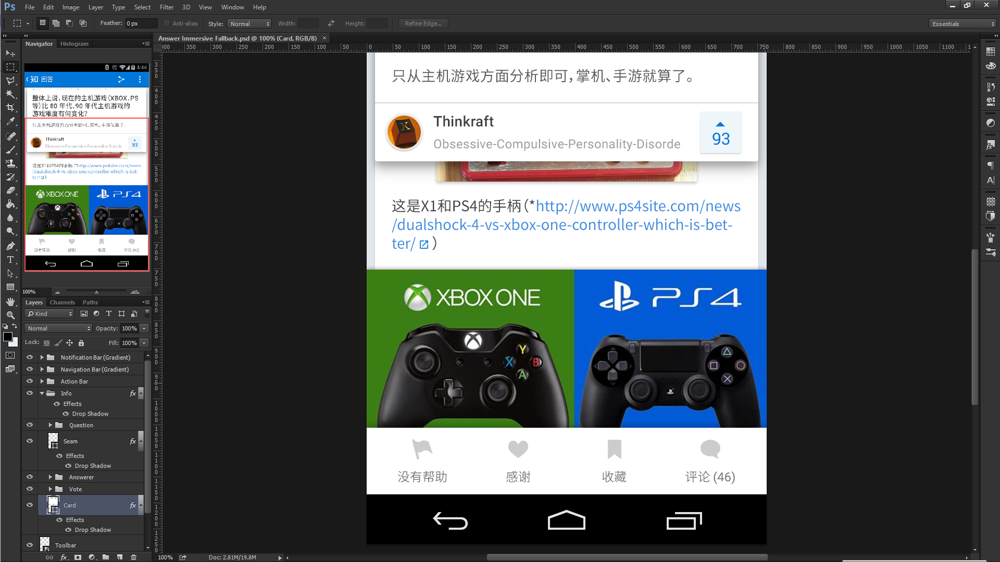 Ps File Edit Image Layer Type Select Filter 3D View Window Help
Feather: 0 px Anti-alias Style: Normal Width: Height: Refine Edge... Essentials
Navigator Histogram
Answer Immersive Fallback.psd @ 100% (Card, RGB/8) ×
350 300 250 200 150 100 50 0 50 100 150 200 250 300 350 400 450 500 550 600 650 700 750 800 850 900 950 1000 1050 1100
4:44
知 回答
整体上说，现在的主机游戏（XBOX，PS
等）比 80 年代、90 年代主机游戏的
游戏难度有何变化？
只从主机游戏方面分析即可，掌机、手游就算了。
Thinkraft
Obsessive-Compulsive-Personality-Disorde
93
这是X1和PS4的手柄（*http://www.ps4site.com/news
/dualshock-4-vs-xbox-one-controller-which-is-bet-
ter/ ）
XBOX ONE PS4
没有帮助 感谢 收藏 评论 (46)
100%
Layers Channels Paths
Kind
Normal Opacity: 100%
Lock: Fill: 100%
Notification Bar (Gradient)
Navigation Bar (Gradient)
Action Bar
Info fx
Effects
Drop Shadow
Question
Seam fx
Effects
Drop Shadow
Answerer
Vote
Card fx
Effects
Drop Shadow
Toolbar
fx
只从主机游戏方面分析即可，掌机、手游就算了。
Thinkraft
Obsessive-Compulsive-Personality-Disorde
93
这是X1和PS4的手柄（*http://www.ps4site.com/news
/dualshock-4-vs-xbox-one-controller-which-is-bet-
ter/ ）
XBOX ONE PS4
Y
X B
A
没有帮助 感谢 收藏 评论 (46)
100% Doc: 2.81M/19.8M